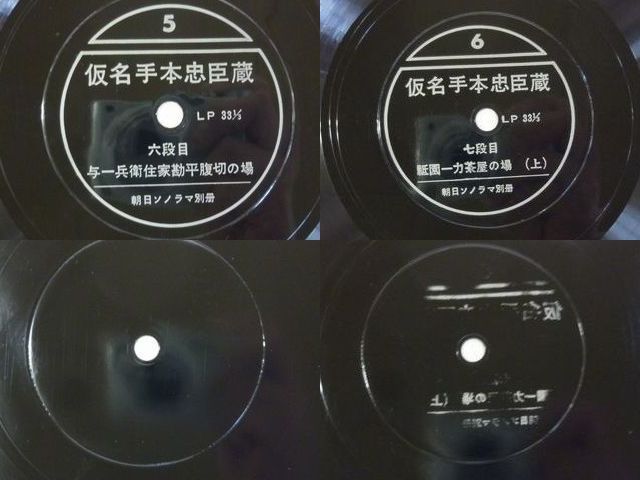 5
仮名手本忠臣蔵
LP 33⅓
六段目
与一兵衛住家勘平腹切の場
朝日ソノラマ別冊
6
仮名手本忠臣蔵
LP 33⅓
七段目
祗園一力茶屋の場 (上)
朝日ソノラマ別冊